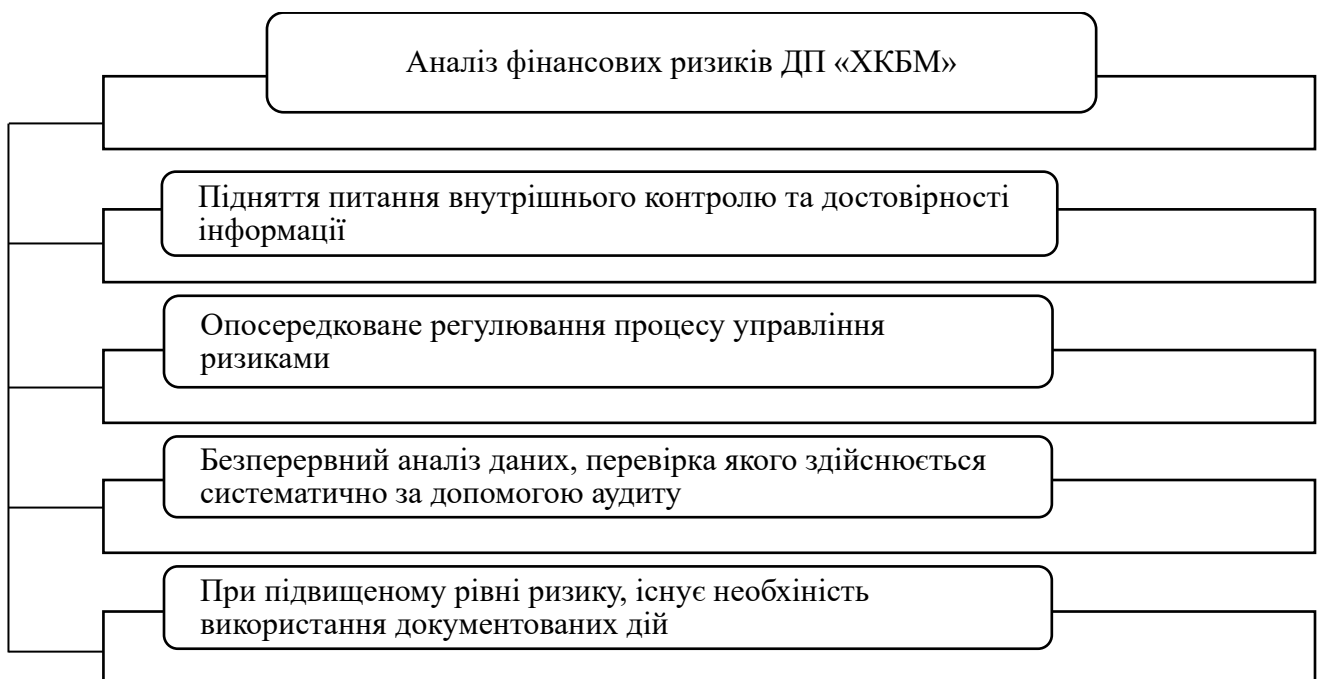 Аналіз фінансових ризиків ДП «ХКБМ»
Підняття питання внутрішнього контролю та достовірності
інформації
Опосередковане регулювання процесу управління
ризиками
Безперервний аналіз даних, перевірка якого здійснюється
систематично за допомогою аудиту
При підвищеному рівні ризику, існує необхіність
використання документованих дій